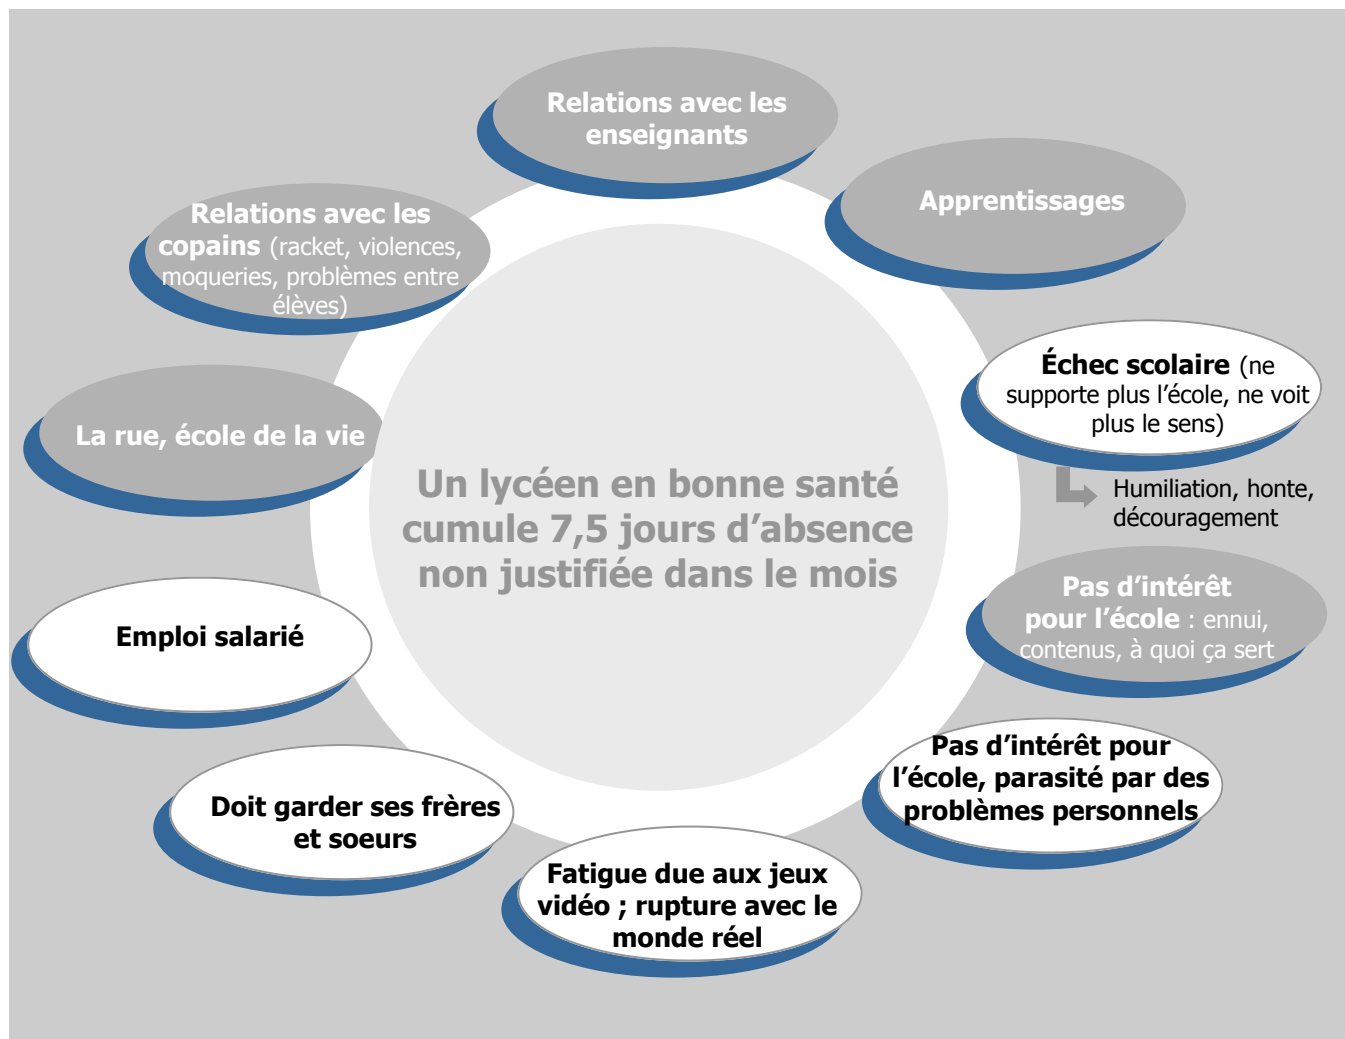 Relations avec les
enseignants
Apprentissages
Relations avec les
copains (racket, violences,
moqueries, problèmes entre
élèves)
Échec scolaire (ne
supporte plus l’école, ne voit
plus le sens)
La rue, école de la vie
Un lycéen en bonne santé
cumule 7,5 jours d’absence
non justifiée dans le mois
Humiliation, honte,
découragement
Pas d’intérêt
pour l’école : ennui,
contenus, à quoi ça sert
Emploi salarié
Pas d’intérêt pour
l’école, parasité par des
problèmes personnels
Doit garder ses frères
et soeurs
Fatigue due aux jeux
vidéo ; rupture avec le
monde réel